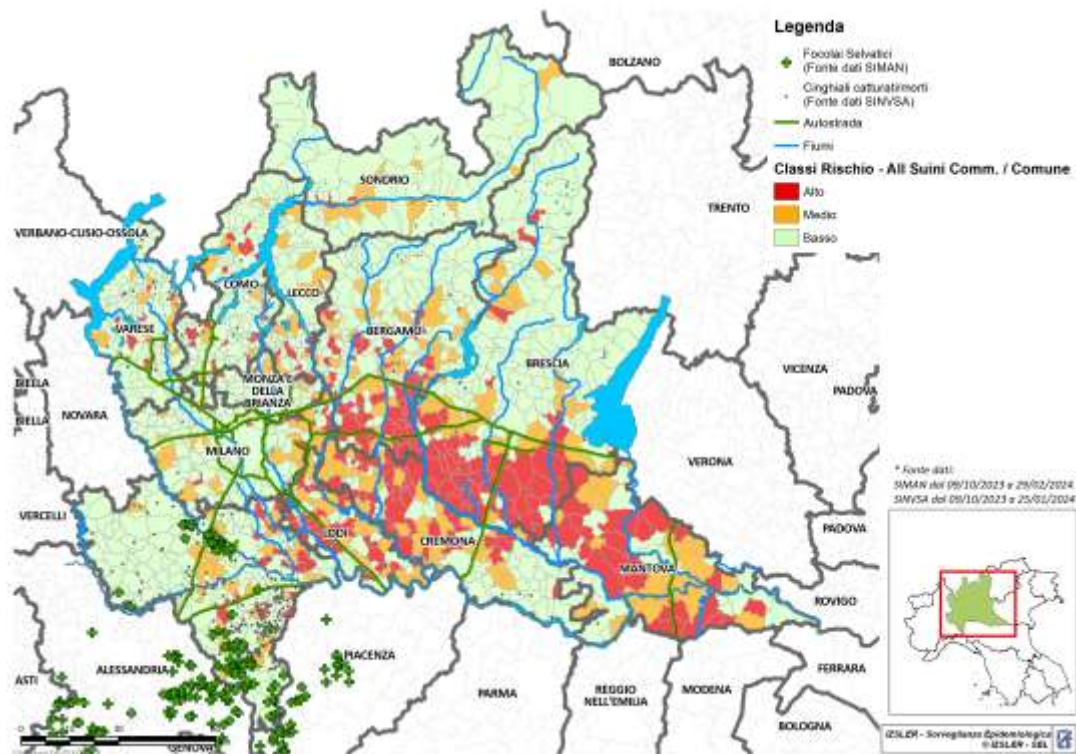 Legenda
Focolai Selvatici
(Fonte dati SIMAN)
Cinghiali catturati/morti
(Fonte dati SINVSA)
Autostrada
Fiumi
Classi Rischio - All Suini Comm. / Comune
Alto
Medio
Basso
BOLZANO
SONDRIO
TRENTO
VERBANO-CUSIO-OSSOLA
COMO
LECCO
VARESE
BERGAMO
BRESCIA
VICENZA
BIELLA
MONZA E
DELLA
BRIANZA
PADOVA
NOVARA
BIELLA
MILANO
VERONA
* Fonte dati:
SIMAN dal 09/10/2023 a 29/02/2024
SINVSA dal 09/10/2023 a 25/01/2024
VERCELLI
LODI
CREMONA
PADOVA
MANTOVA
ROVIGO
PIACENZA
ALESSANDRIA
ASTI
FERRARA
PARMA
REGGIO
NELL'EMILIA
MODENA
BOLOGNA
GENOVA
IZSLER - Sorveglianza Epidemiologica
© IZSLER - SEL